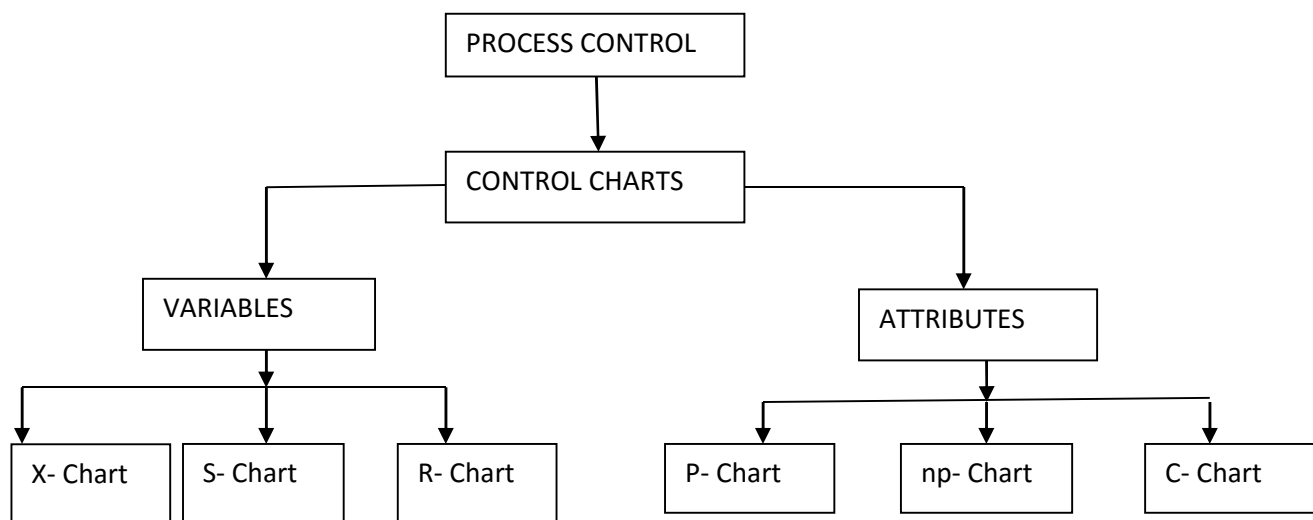 PROCESS CONTROL
CONTROL CHARTS
VARIABLES
ATTRIBUTES
X- Chart
S- Chart
R- Chart
P- Chart
np- Chart
C- Chart